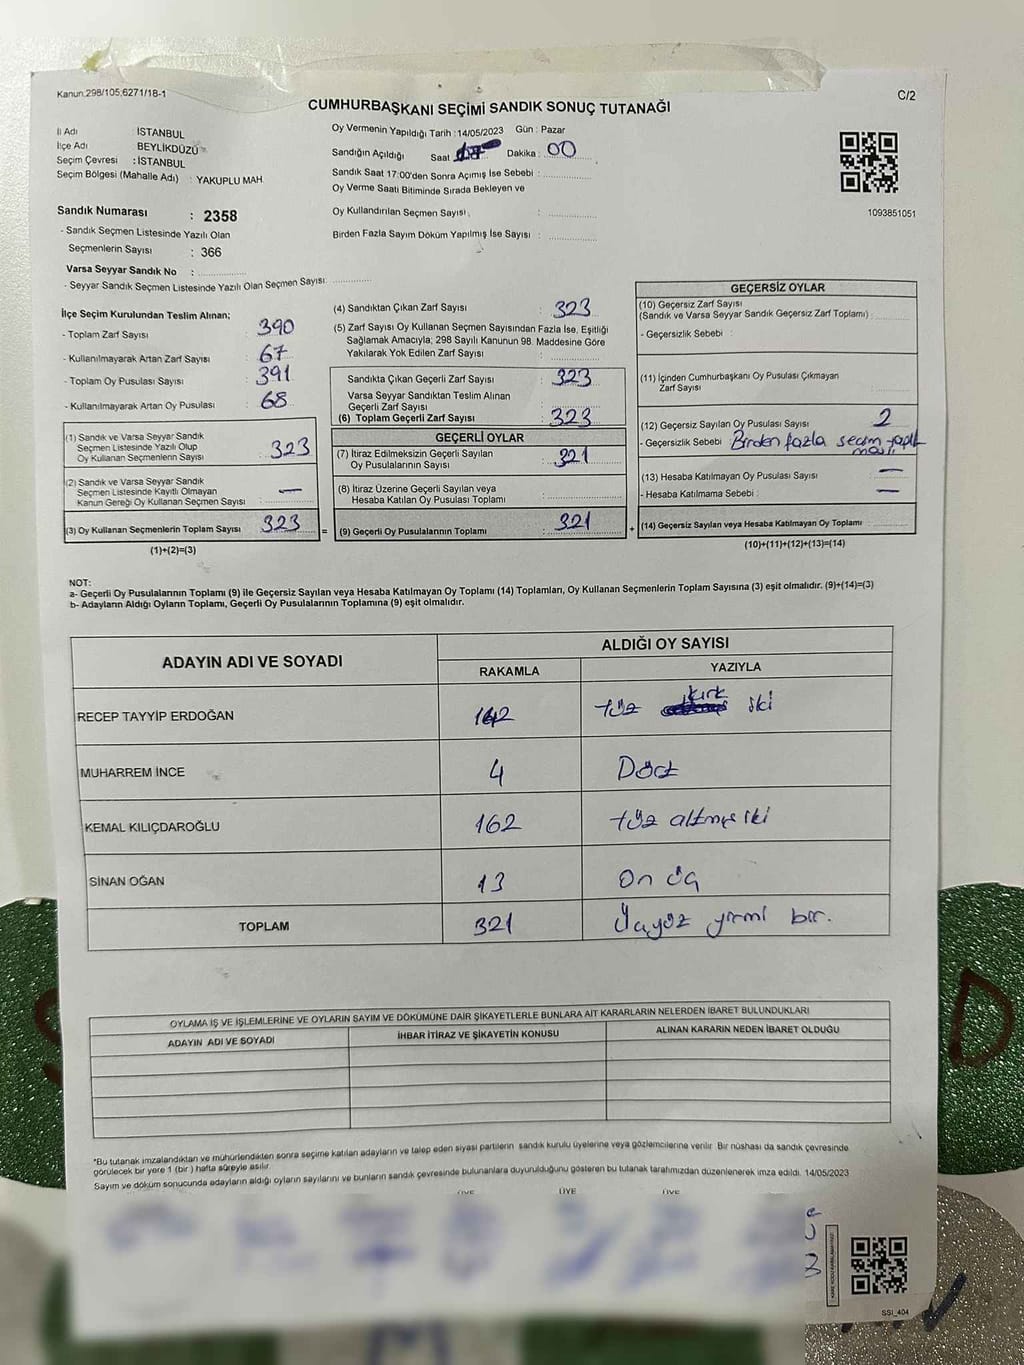 Kanun.298/105,6271/18-1
C/2
CUMHURBAŞKANI SEÇİMİ SANDIK SONUÇ TUTANAĞI
İl Adı : İSTANBUL
İlçe Adı BEYLİKDÜZÜ
Seçim Çevresi : İSTANBUL
Seçim Bölgesi (Mahalle Adı) : YAKUPLU MAH.
Sandık Numarası : 2358
- Sandık Seçmen Listesinde Yazılı Olan
Seçmenlerin Sayısı : 366
Varsa Seyyar Sandık No :
- Seyyar Sandık Seçmen Listesinde Yazılı Olan Seçmen Sayısı:
Oy Vermenin Yapıldığı Tarih :14/05/2023 Gün : Pazar
Sandığın Açıldığı Saat Dakika : 00
Sandık Saat 17:00'den Sonra Açımış İse Sebebi :
Oy Verme Saati Bitiminde Sırada Bekleyen ve
Oy Kullandırılan Seçmen Sayısı :
Birden Fazla Sayım Döküm Yapılmış İse Sayısı :
1093851051
İlçe Seçim Kurulundan Teslim Alınan;
- Toplam Zarf Sayısı : 390
- Kullanılmayarak Artan Zarf Sayısı : 67
- Toplam Oy Pusulası Sayısı : 391
- Kullanılmayarak Artan Oy Pusulası : 68
(1) Sandık ve Varsa Seyyar Sandık
Seçmen Listesinde Yazılı Olup
Oy Kullanan Seçmenlerin Sayısı : 323
(2) Sandık ve Varsa Seyyar Sandık
Seçmen Listesinde Kayıtlı Olmayan
Kanun Gereği Oy Kullanan Seçmen Sayısı : —
(3) Oy Kullanan Seçmenlerin Toplam Sayısı : 323
(1)+(2)=(3)
=
(4) Sandıktan Çıkan Zarf Sayısı : 323
(5) Zarf Sayısı Oy Kullanan Seçmen Sayısından Fazla İse, Eşitliği
Sağlamak Amacıyla; 298 Sayılı Kanunun 98. Maddesine Göre
Yakılarak Yok Edilen Zarf Sayısı :
Sandıkta Çıkan Geçerli Zarf Sayısı : 323
Varsa Seyyar Sandıktan Teslim Alınan
Geçerli Zarf Sayısı :
(6) Toplam Geçerli Zarf Sayısı : 323
GEÇERLİ OYLAR
(7) İtiraz Edilmeksizin Geçerli Sayılan
Oy Pusulalarının Sayısı : 321
(8) İtiraz Üzerine Geçerli Sayılan veya
Hesaba Katılan Oy Pusulası Toplamı :
(9) Geçerli Oy Pusulalarının Toplamı : 321
+
GEÇERSİZ OYLAR
(10) Geçersiz Zarf Sayısı
(Sandık ve Varsa Seyyar Sandık Geçersiz Zarf Toplamı) :
- Geçersizlik Sebebi :
(11) İçinden Cumhurbaşkanı Oy Pusulası Çıkmayan
Zarf Sayısı :
(12) Geçersiz Sayılan Oy Pusulası Sayısı : 2
- Geçersizlik Sebebi : Birden fazla seçim
(13) Hesaba Katılmayan Oy Pusulası Sayısı : —
- Hesaba Katılmama Sebebi : —
(14) Geçersiz Sayılan veya Hesaba Katılmayan Oy Toplamı :
(10)+(11)+(12)+(13)=(14)
NOT:
a- Geçerli Oy Pusulalarının Toplamı (9) ile Geçersiz Sayılan veya Hesaba Katılmayan Oy Toplamı (14) Toplamları, Oy Kullanan Seçmenlerin Toplam Sayısına (3) eşit olmalıdır. (9)+(14)=(3)
b- Adayların Aldığı Oyların Toplamı, Geçerli Oy Pusulalarının Toplamına (9) eşit olmalıdır.
ADAYIN ADI VE SOYADI
ALDIĞI OY SAYISI
RAKAMLA YAZIYLA
RECEP TAYYİP ERDOĞAN 142 yüz kırk iki
MUHARREM İNCE 4 Dört
KEMAL KILIÇDAROĞLU 162 yüz altmış iki
SİNAN OĞAN 13 On üç
TOPLAM 321 Üçyüz yirmi bir.
OYLAMA İŞ VE İŞLEMLERİNE VE OYLARIN SAYIM VE DÖKÜMÜNE DAİR ŞİKAYETLERLE BUNLARA AİT KARARLARIN NELERDEN İBARET BULUNDUKLARI
ADAYIN ADI VE SOYADI İHBAR İTİRAZ VE ŞİKAYETİN KONUSU ALINAN KARARIN NEDEN İBARET OLDUĞU
*Bu tutanak imzalandıktan ve mühürlendikten sonra seçime katılan adayların ve talep eden siyasi partilerin sandık kurulu üyelerine veya gözlemcilerine verilir. Bir nüshası da sandık çevresinde
görülecek bir yere 1 (bir ) hafta süreyle asılır.
Sayım ve döküm sonucunda adayların aldığı oyların sayılarını ve bunların sandık çevresinde bulunanlara duyurulduğunu gösteren bu tutanak tarafımızdan düzenlenerek imza edildi. 14/05/2023
ÜYE ÜYE ÜYE
SSI_404